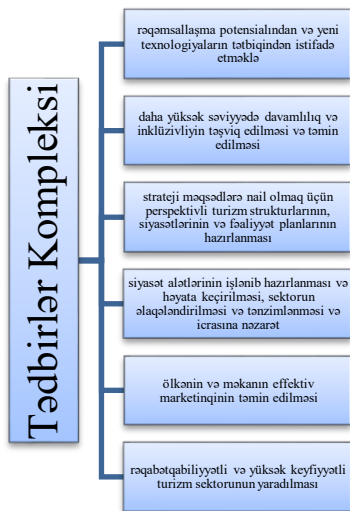 Tədbirlər Kompleksi
rəqəmsallaşma potensialından və yeni
texnologiyaların tətbiqindən istifadə
etməklə
daha yüksək səviyyədə davamlılıq və
inklüzivliyin təşviq edilməsi və təmin
edilməsi
strateji məqsədlərə nail olmaq üçün
perspektivli turizm strukturlarının,
siyasətlərinin və fəaliyyət planlarının
hazırlanması
siyasət alətlərinin işlənib hazırlanması və
həyata keçirilməsi, sektorun
əlaqələndirilməsi və tənzimlənməsi və
icrasına nəzarət
ölkənin və məkanın effektiv
marketinqinin təmin edilməsi
rəqabətqabiliyyətli və yüksək keyfiyyətli
turizm sektorunun yaradılması